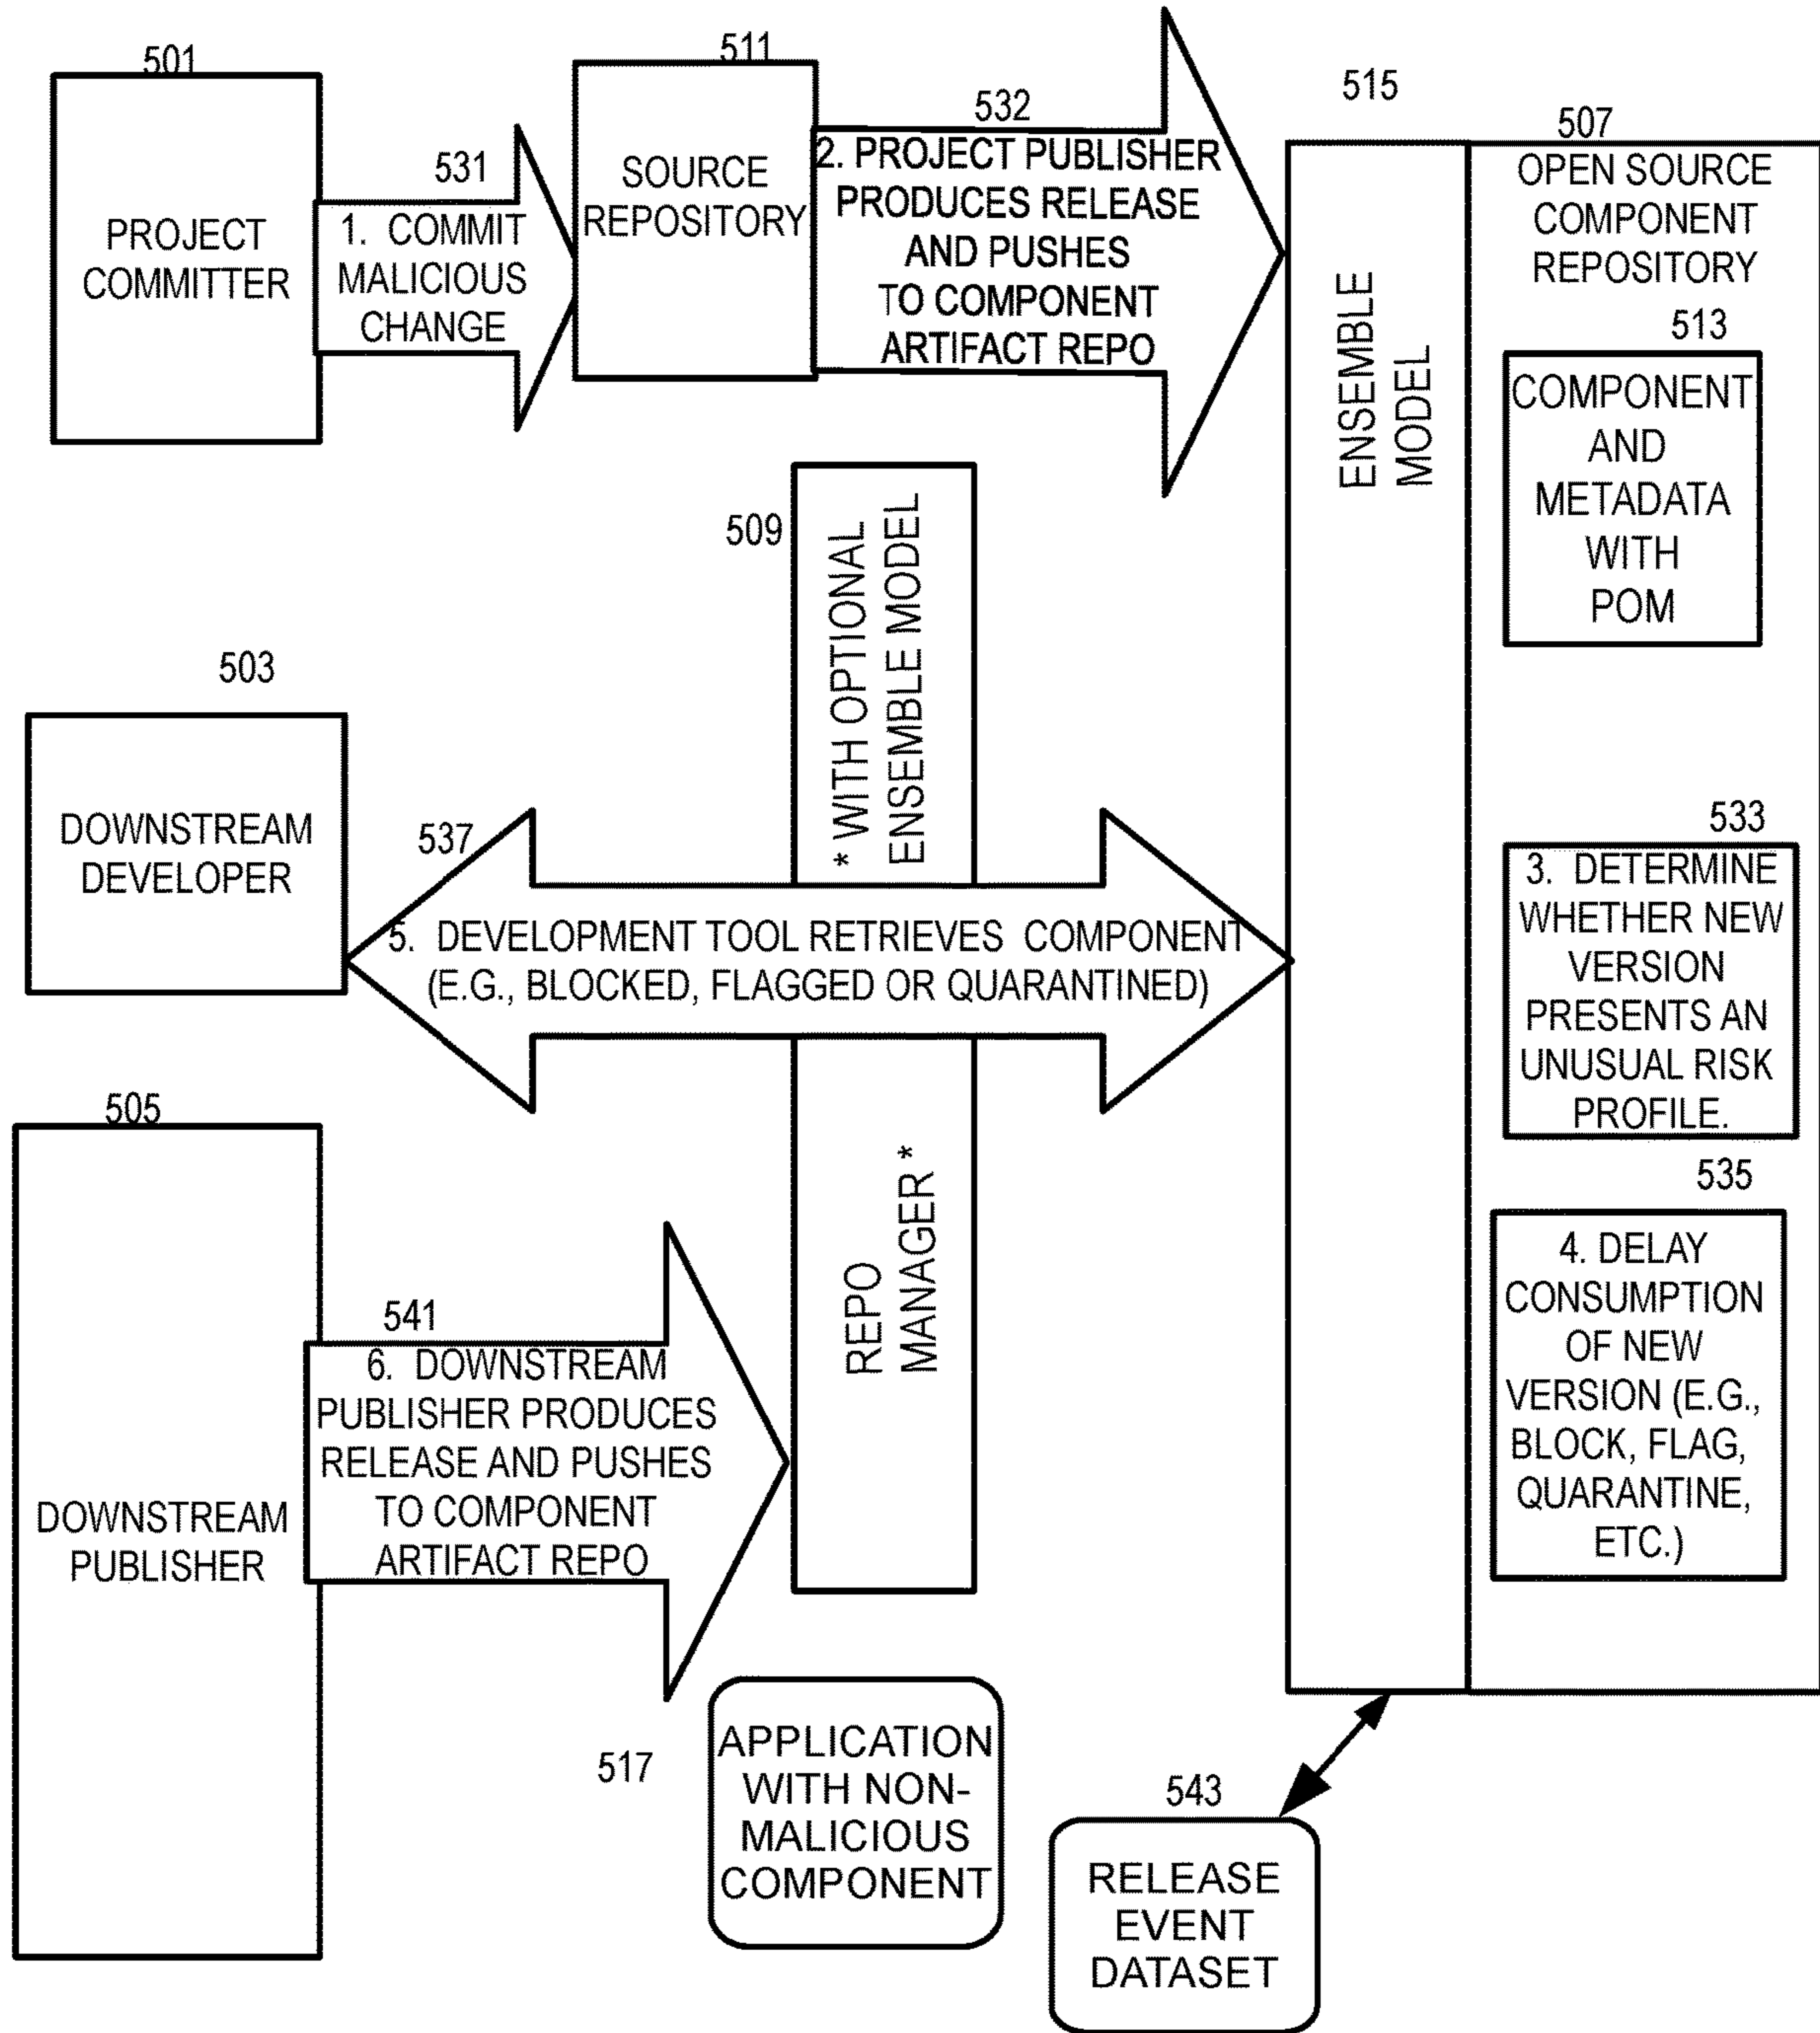 501
PROJECT
COMMITTER
531
1. COMMIT
MALICIOUS
CHANGE
511
SOURCE
REPOSITORY
532
2. PROJECT PUBLISHER
PRODUCES RELEASE
AND PUSHES
TO COMPONENT
ARTIFACT REPO
515
ENSEMBLE
MODEL
507
OPEN SOURCE
COMPONENT
REPOSITORY
513
COMPONENT
AND
METADATA
WITH
POM
509
* WITH OPTIONAL
ENSEMBLE MODEL
503
DOWNSTREAM
DEVELOPER
537
5. DEVELOPMENT TOOL RETRIEVES COMPONENT
(E.G., BLOCKED, FLAGGED OR QUARANTINED)
533
3. DETERMINE
WHETHER NEW
VERSION
PRESENTS AN
UNUSUAL RISK
PROFILE.
535
4. DELAY
CONSUMPTION
OF NEW
VERSION (E.G.,
BLOCK, FLAG,
QUARANTINE,
ETC.)
505
DOWNSTREAM
PUBLISHER
541
6. DOWNSTREAM
PUBLISHER PRODUCES
RELEASE AND PUSHES
TO COMPONENT
ARTIFACT REPO
REPO
MANAGER *
517
APPLICATION
WITH NON-
MALICIOUS
COMPONENT
543
RELEASE
EVENT
DATASET